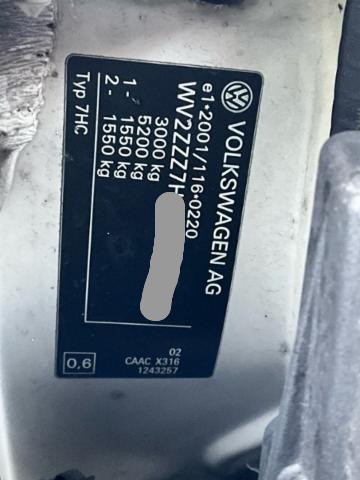 VOLKSWAGEN AG
e1*2001/116*0220
WV2ZZZ7H
3000 kg
5200 kg
1- 1550 kg
2- 1550 kg
Typ 7HC
02
CAAC X316
1243257
0,6